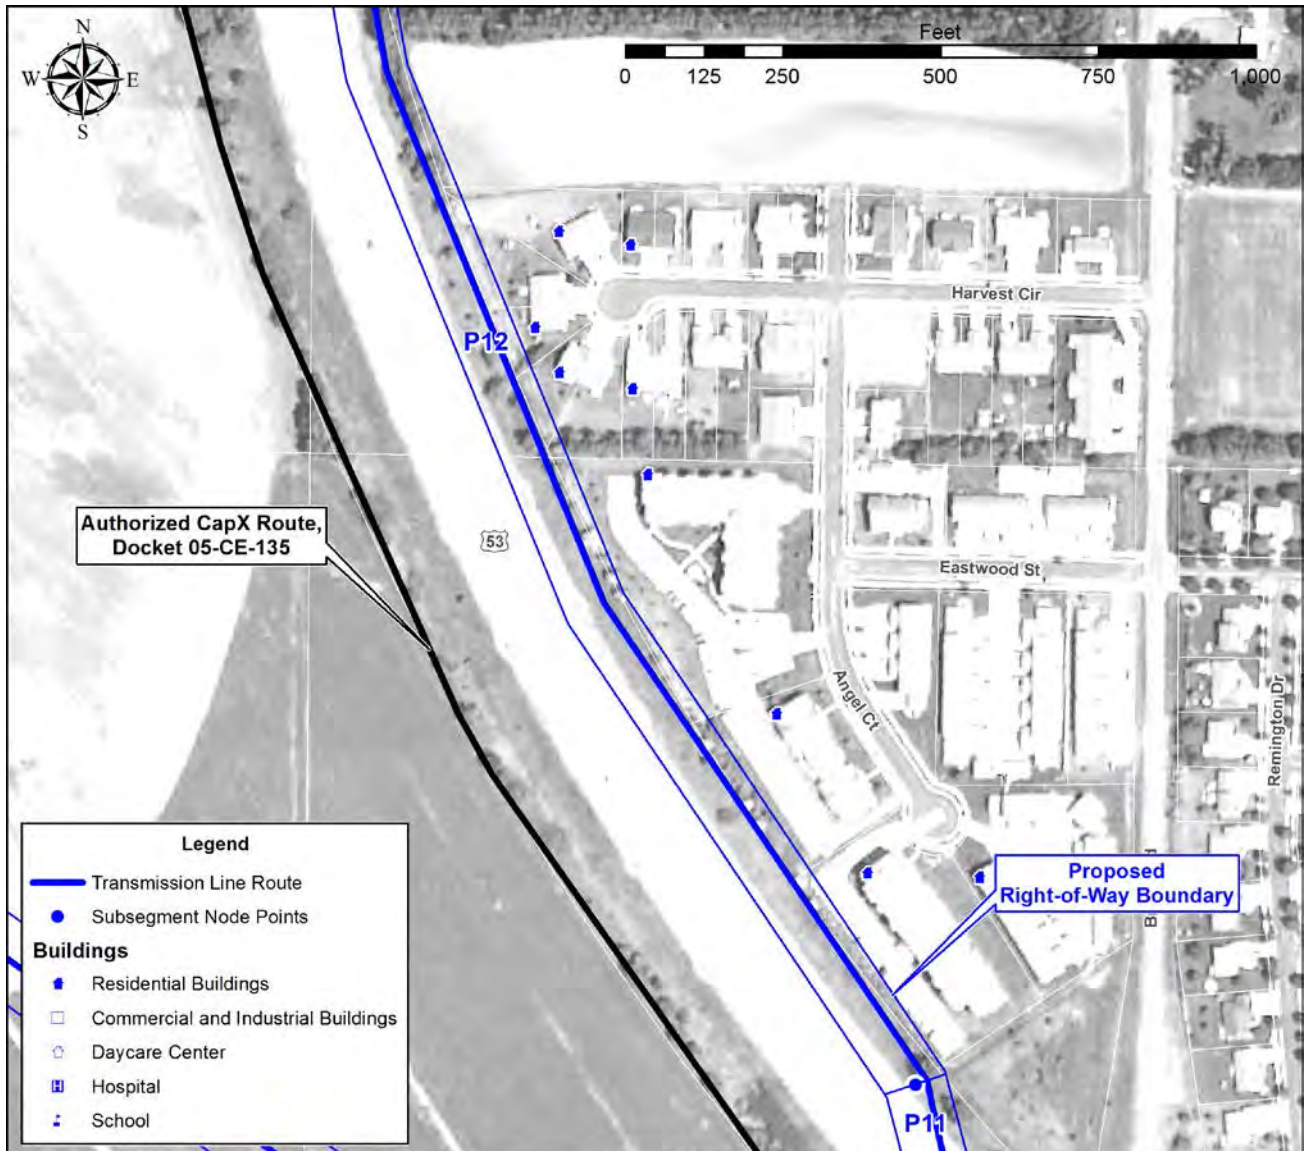 N
W E
S
Feet
0 125 250 500 750 1,000
Harvest Cir
P12
Authorized CapX Route,
Docket 05-CE-135
53
Eastwood St
Angel Ct
Remington Dr
Proposed
Right-of-Way Boundary
P11
Legend
Transmission Line Route
Subsegment Node Points
Buildings
Residential Buildings
Commercial and Industrial Buildings
Daycare Center
H Hospital
School